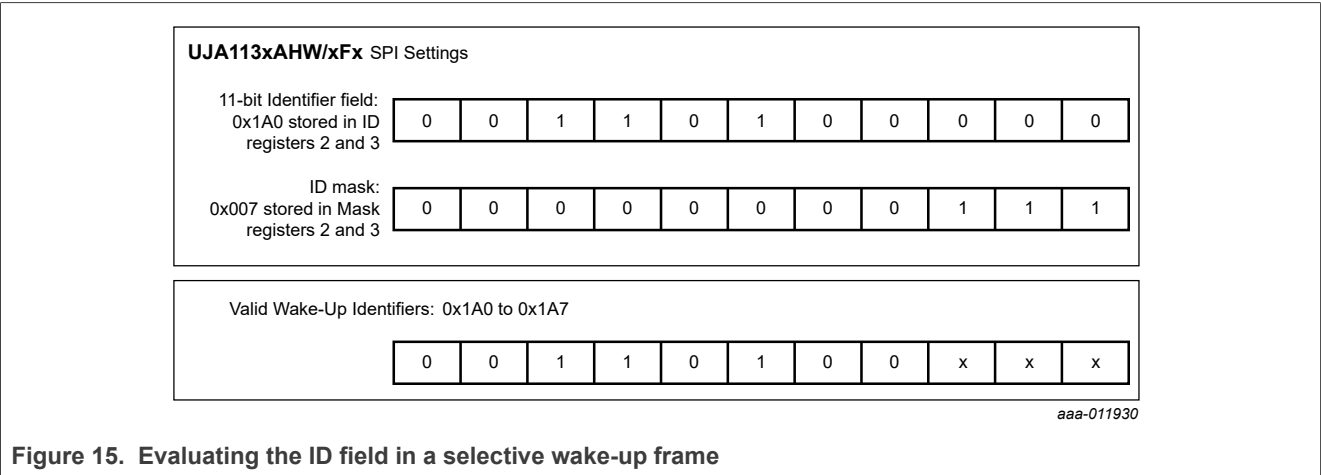 UJA113xAHW/xFx SPI Settings
11-bit Identifier field:
0x1A0 stored in ID
registers 2 and 3
0 0 1 1 0 1 0 0 0 0 0
ID mask:
0x007 stored in Mask
registers 2 and 3
0 0 0 0 0 0 0 0 1 1 1
Valid Wake-Up Identifiers: 0x1A0 to 0x1A7
0 0 1 1 0 1 0 0 x x x
aaa-011930
Figure 15. Evaluating the ID field in a selective wake-up frame